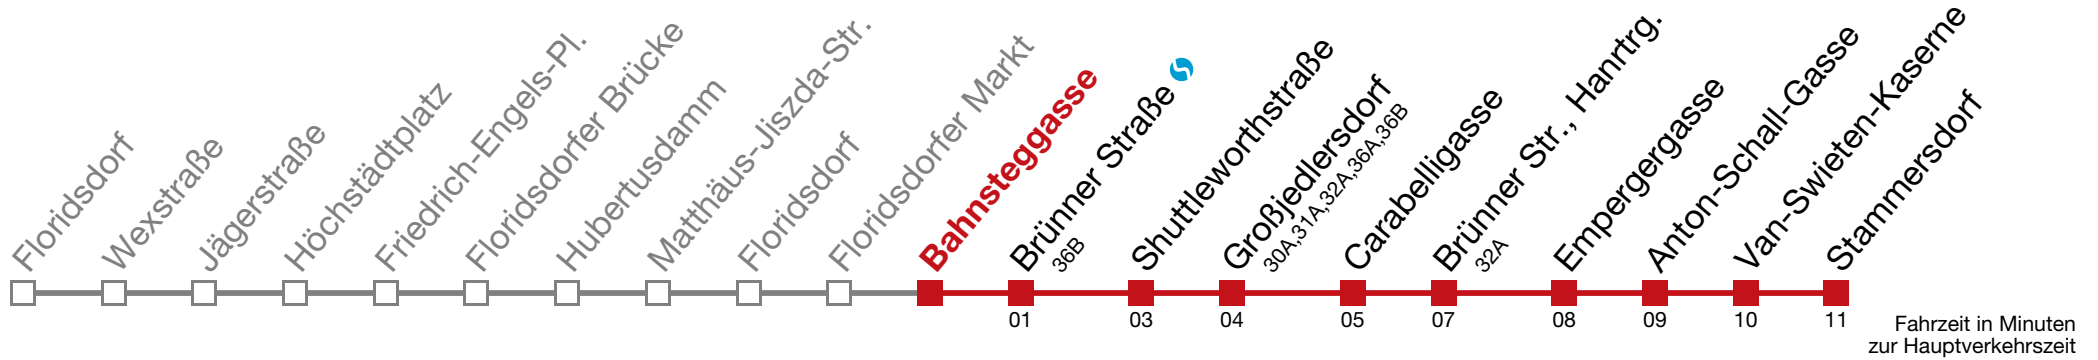 Floridsdorf
Wexstraße
Jägerstraße
Höchstädtplatz
Friedrich-Engels-Pl.
Floridsdorfer Brücke
Hubertusdamm
Matthäus-Jiszda-Str.
Floridsdorf
Floridsdorfer Markt
Bahnsteggasse
Brünner Straße
36B
Shuttleworthstraße
Großjedlersdorf
30A,31A,32A,36A,36B
Carabelligasse
Brünner Str., Hanrtrg.
32A
Empergergasse
Anton-Schall-Gasse
Van-Swieten-Kaserne
Stammersdorf
01
03
04
05
07
08
09
10
11
Fahrzeit in Minuten
zur Hauptverkehrszeit